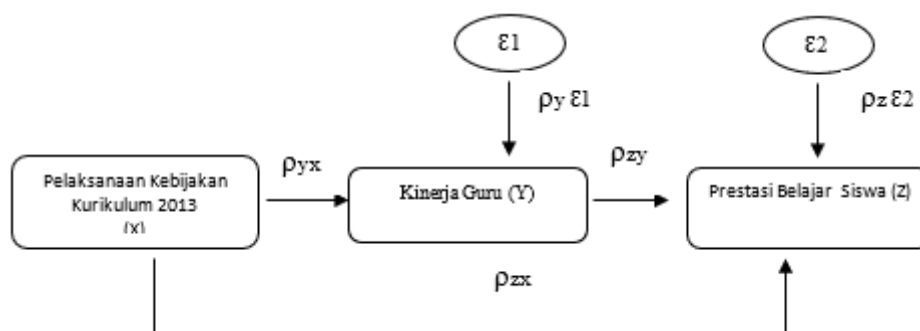 ε1
ε2
ρy ε1
ρz ε2
ρyx
ρzy
Pelaksanaan Kebijakan
Kurikulum 2013
(X)
Kinerja Guru (Y)
Prestasi Belajar Siswa (Z)
ρzx